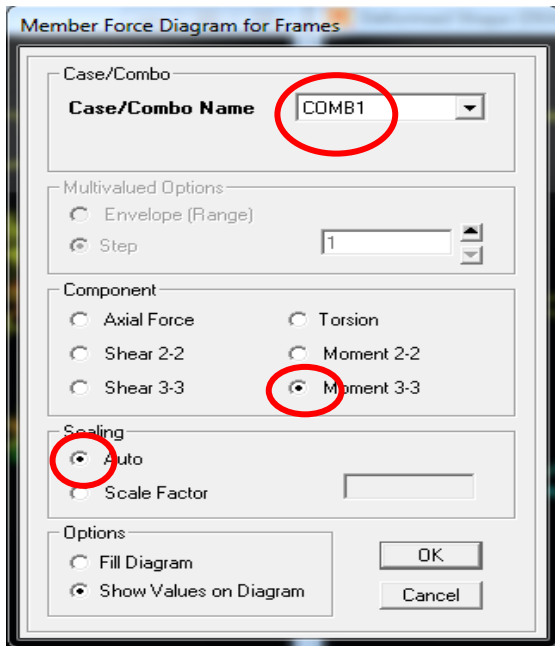 Member Force Diagram for Frames
Case/Combo
Case/Combo Name COMB1
Multivalued Options
Envelope (Range)
Step 1
Component
Axial Force Torsion
Shear 2-2 Moment 2-2
Shear 3-3 Moment 3-3
Scaling
Auto
Scale Factor
Options
Fill Diagram OK
Show Values on Diagram Cancel